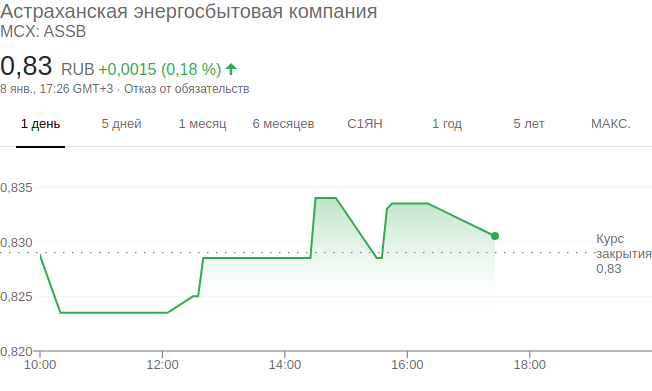 Астраханская энергосбытовая компания
MCX: ASSB
0,83 RUB +0,0015 (0,18 %)
8 янв., 17:26 GMT+3 · Отказ от обязательств
1 день 5 дней 1 месяц 6 месяцев С1ЯН 1 год 5 лет МАКС.
0,835
0,830
Курс
закрытия
0,83
0,825
0,820
10:00 12:00 14:00 16:00 18:00